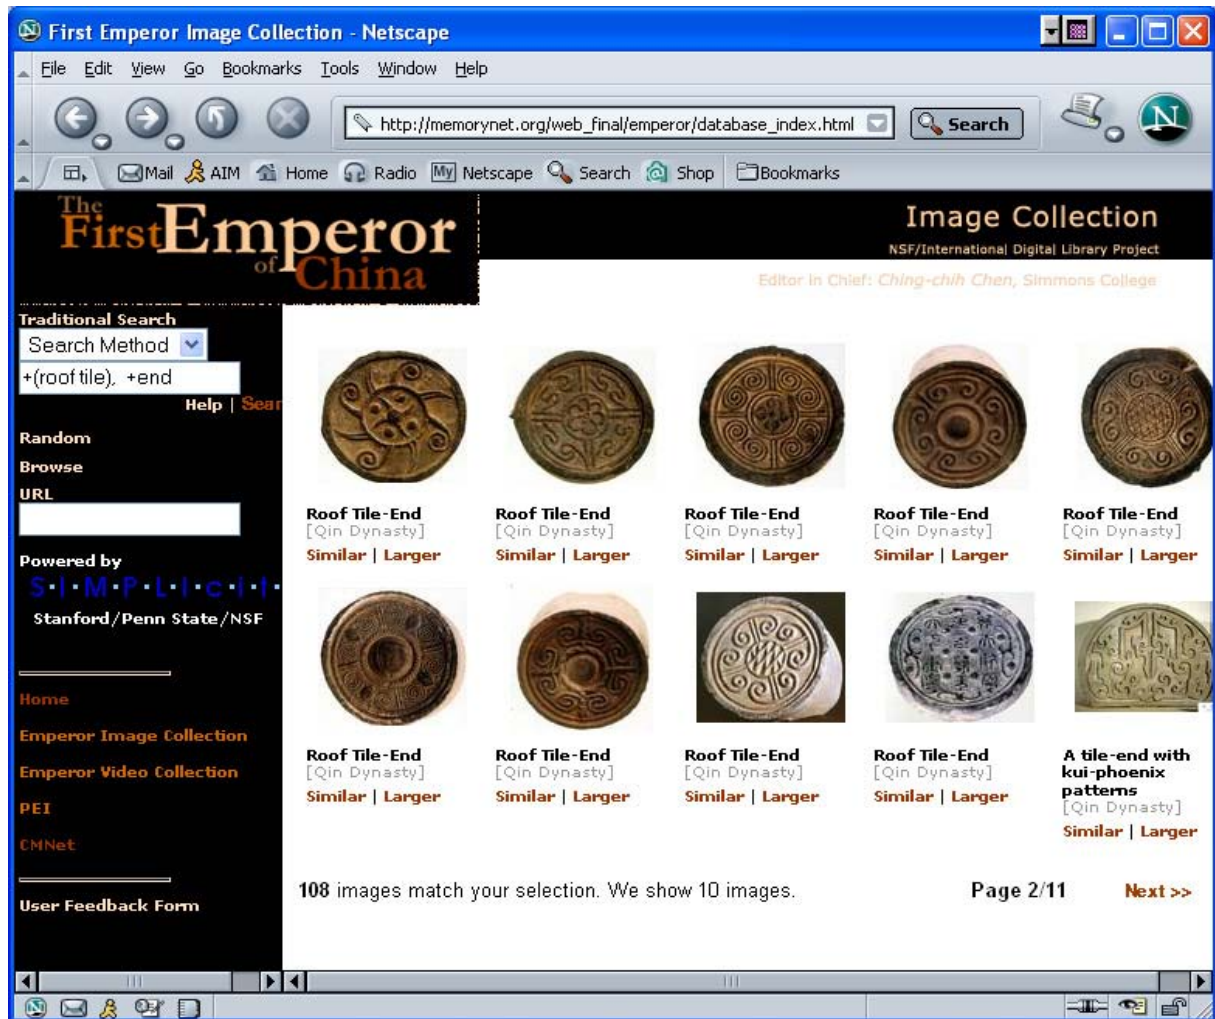 First Emperor Image Collection - Netscape
File Edit View Go Bookmarks Tools Window Help
http://memorynet.org/web_final/emperor/database_index.html Search
Mail AIM Home Radio My Netscape Search Shop Bookmarks
The
First Emperor
of China
Image Collection
NSF/International Digital Library Project
Editor in Chief: Ching-chih Chen, Simmons College
Traditional Search
Search Method
+(roof tile), +end
Help | Sear
Random
Browse
URL
Powered by
S·I·M·P·L·I·c·i·t·
Stanford/Penn State/NSF
Home
Emperor Image Collection
Emperor Video Collection
PEI
CMNet
User Feedback Form
Roof Tile-End Roof Tile-End Roof Tile-End Roof Tile-End Roof Tile-End
[Qin Dynasty] [Qin Dynasty] [Qin Dynasty] [Qin Dynasty] [Qin Dynasty]
Similar | Larger Similar | Larger Similar | Larger Similar | Larger Similar | Larger
Roof Tile-End Roof Tile-End Roof Tile-End Roof Tile-End A tile-end with
[Qin Dynasty] [Qin Dynasty] [Qin Dynasty] [Qin Dynasty] kui-phoenix
Similar | Larger Similar | Larger Similar | Larger Similar | Larger patterns
[Qin Dynasty]
Similar | Larger
108 images match your selection. We show 10 images. Page 2/11 Next >>